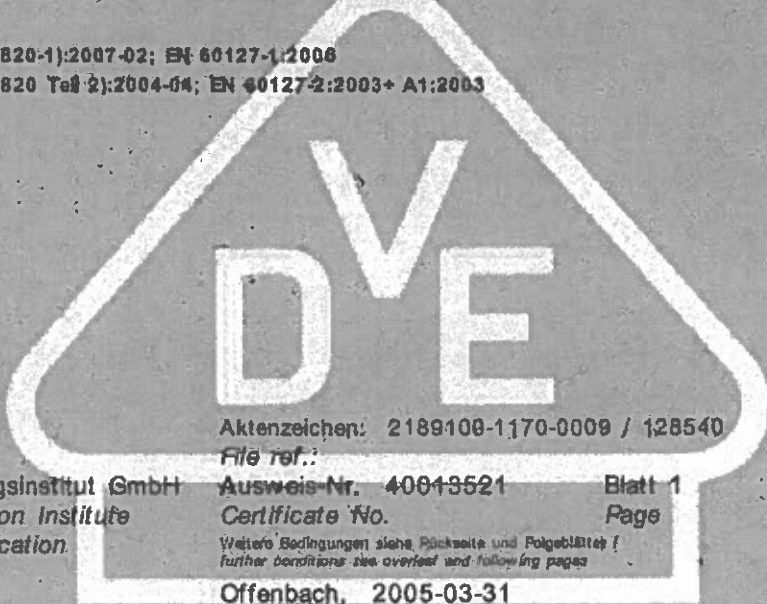 820-1):2007-02; EN 60127-1:2006
820 Teil 2):2004-04; EN 60127-2:2003+ A1:2003
V
D E
Aktenzeichen: 2189100-1170-0009 / 128540
File ref.:
gsinstitut GmbH Ausweis-Nr. 40013521 Blatt 1
on Institute Certificate No. Page
ication Weitere Bedingungen siehe Rückseite und Folgeblätter /
further conditions see overleaf and following pages
Offenbach, 2005-03-31